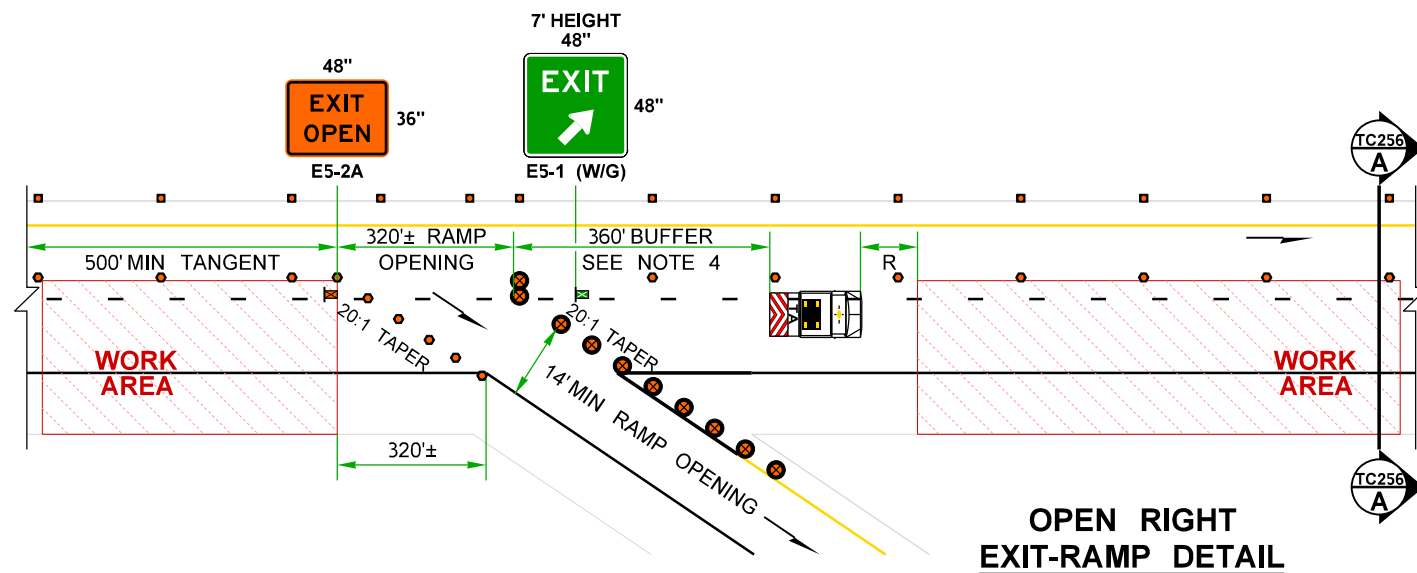 7' HEIGHT
48"
48"
EXIT
OPEN
36"
E5-2A
EXIT
48"
E5-1 (W/G)
TC256
A
500' MIN TANGENT
320'± RAMP
OPENING
360' BUFFER
SEE NOTE 4
R
20:1 TAPER
20:1 TAPER
WORK
AREA
WORK
AREA
14' MIN RAMP OPENING
320'±
TC256
A
OPEN RIGHT
EXIT-RAMP DETAIL